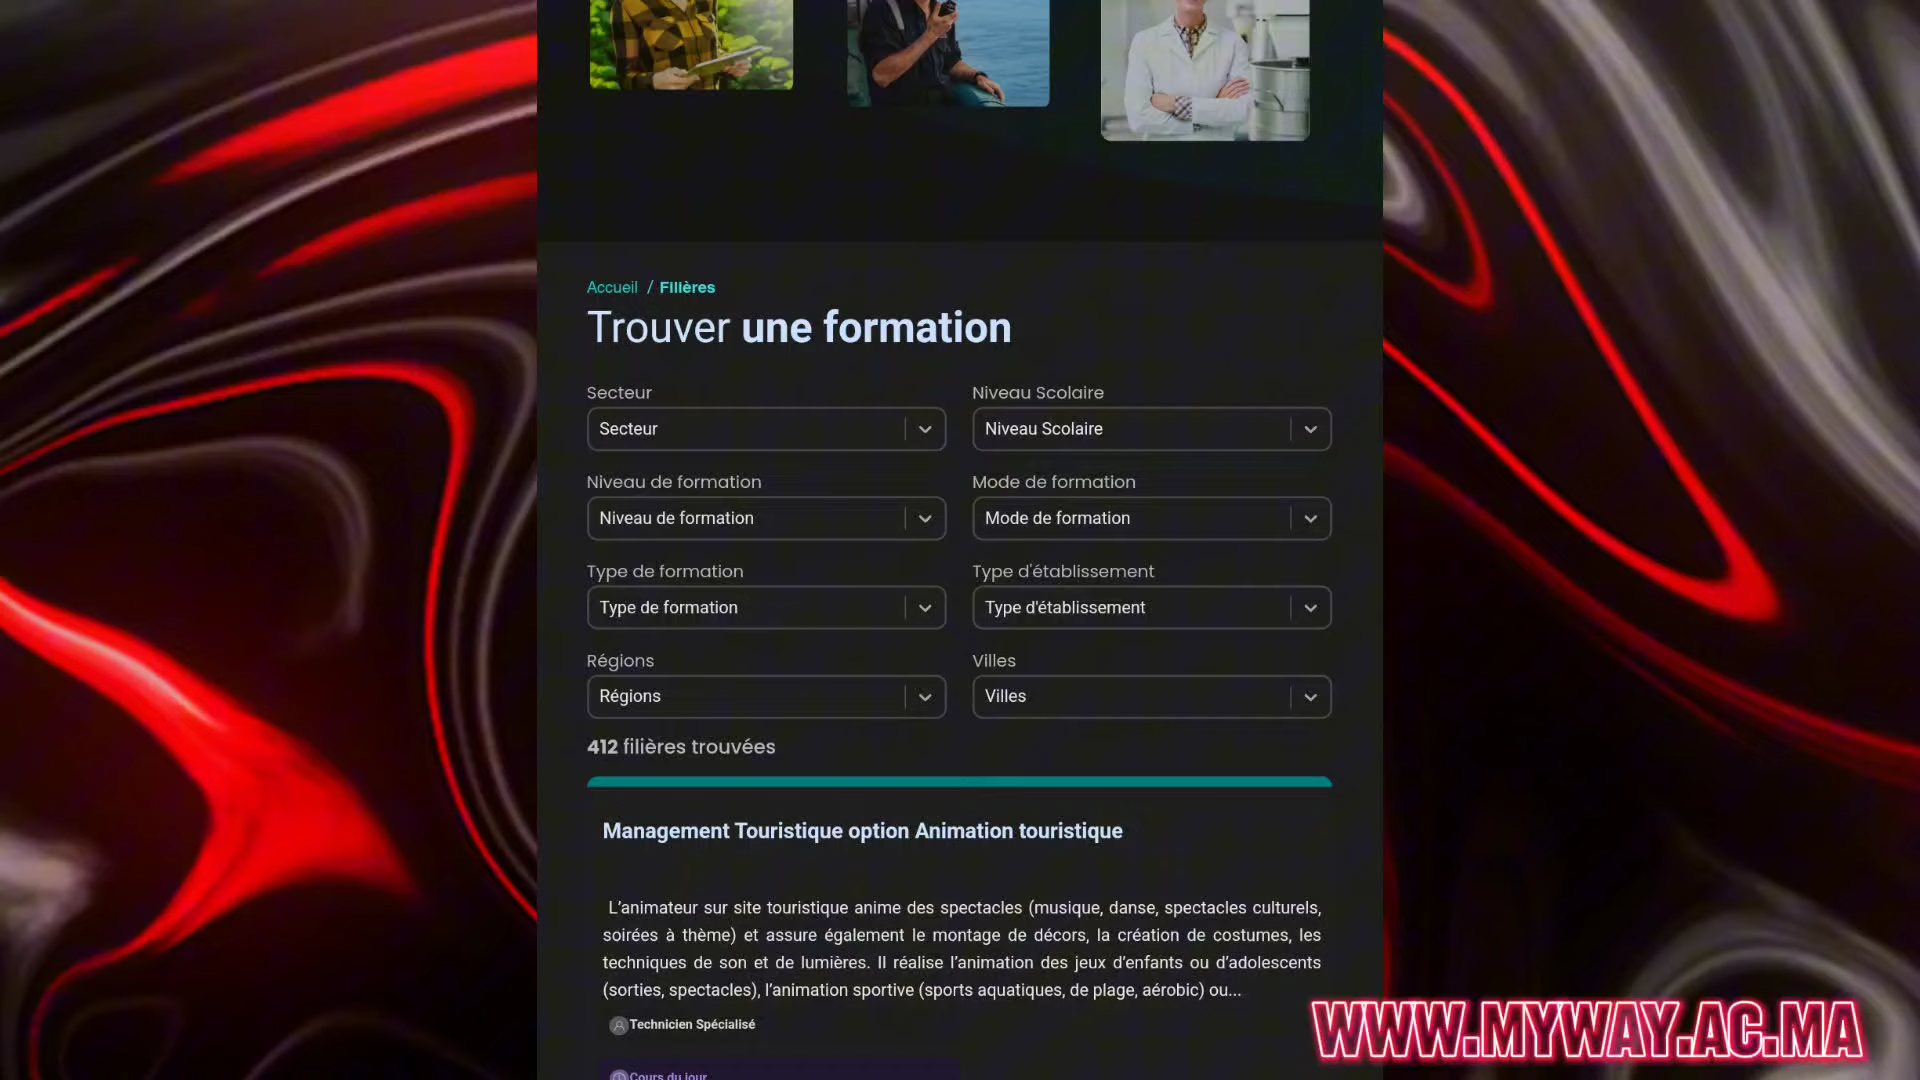 Accueil / Filières
Trouver une formation
Secteur
Niveau Scolaire
Secteur
Niveau Scolaire
Niveau de formation
Mode de formation
Niveau de formation
Mode de formation
Type de formation
Type d'établissement
Type de formation
Type d'établissement
Régions
Villes
Régions
Villes
412 filières trouvées
Management Touristique option Animation touristique
L’animateur sur site touristique anime des spectacles (musique, danse, spectacles culturels,
soirées à thème) et assure également le montage de décors, la création de costumes, les
techniques de son et de lumières. Il réalise l’animation des jeux d’enfants ou d’adolescents
(sorties, spectacles), l’animation sportive (sports aquatiques, de plage, aérobic) ou...
Technicien Spécialisé
Cours du jour
WWW.MYWAY.AC.MA